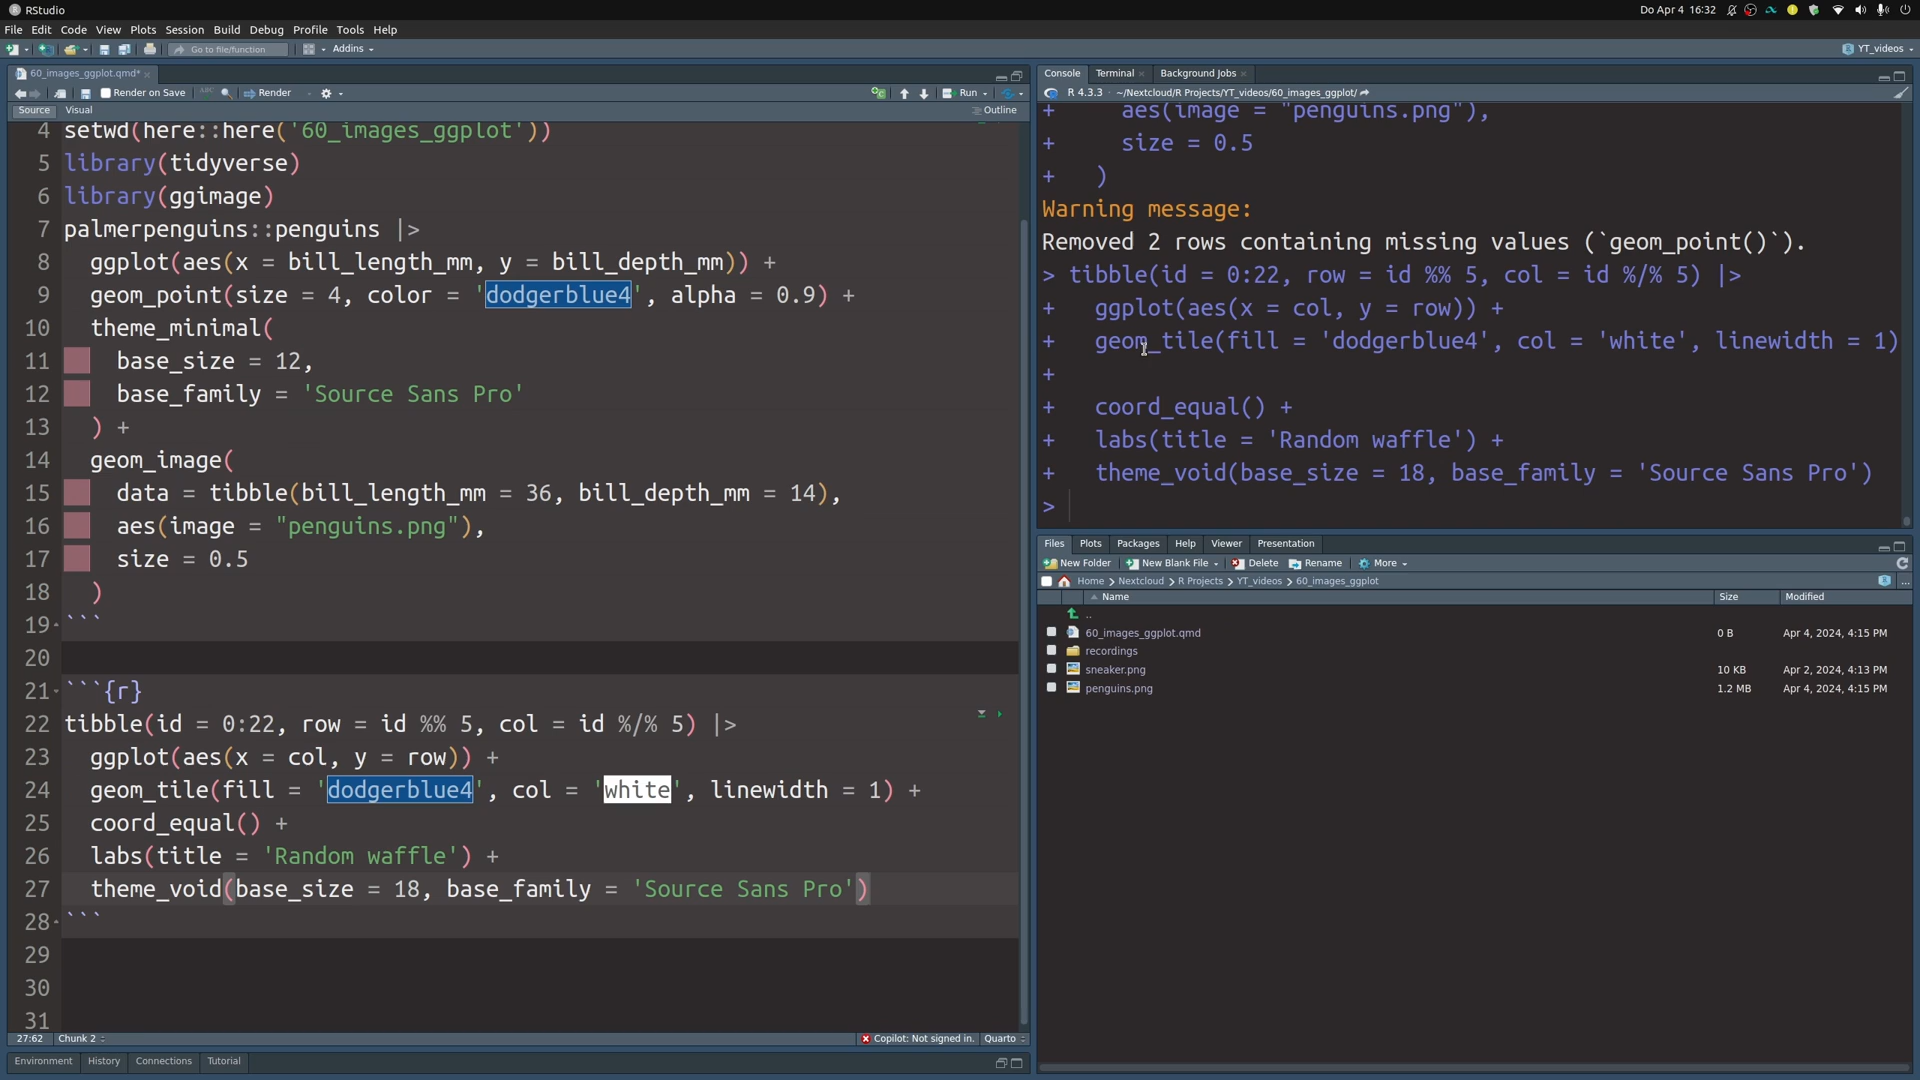 RStudio
Do Apr 4 16:32
File Edit Code View Plots Session Build Debug Profile Tools Help
Go to file/function Addins
YT_videos
60_images_ggplot.qmd*
Render on Save ABC Render Run
Source Visual Outline
4 setwd(here::here('60_images_ggplot'))
5 library(tidyverse)
6 library(ggimage)
7 palmerpenguins::penguins |>
8 ggplot(aes(x = bill_length_mm, y = bill_depth_mm)) +
9 geom_point(size = 4, color = 'dodgerblue4', alpha = 0.9) +
10 theme_minimal(
11 base_size = 12,
12 base_family = 'Source Sans Pro'
13 ) +
14 geom_image(
15 data = tibble(bill_length_mm = 36, bill_depth_mm = 14),
16 aes(image = "penguins.png"),
17 size = 0.5
18 )
19 ```
20
21 ```{r}
22 tibble(id = 0:22, row = id %% 5, col = id %/% 5) |>
23 ggplot(aes(x = col, y = row)) +
24 geom_tile(fill = 'dodgerblue4', col = 'white', linewidth = 1) +
25 coord_equal() +
26 labs(title = 'Random waffle') +
27 theme_void(base_size = 18, base_family = 'Source Sans Pro')
28 ```
29
30
31
27:62 Chunk 2 Copilot: Not signed in. Quarto
Environment History Connections Tutorial
Console Terminal Background Jobs
R 4.3.3 · ~/Nextcloud/R Projects/YT_videos/60_images_ggplot/
+ aes(image = "penguins.png"),
+ size = 0.5
+ )
Warning message:
Removed 2 rows containing missing values (`geom_point()`).
> tibble(id = 0:22, row = id %% 5, col = id %/% 5) |>
+ ggplot(aes(x = col, y = row)) +
+ geom_tile(fill = 'dodgerblue4', col = 'white', linewidth = 1)
+
+ coord_equal() +
+ labs(title = 'Random waffle') +
+ theme_void(base_size = 18, base_family = 'Source Sans Pro')
>
Files Plots Packages Help Viewer Presentation
New Folder New Blank File Delete Rename More
Home Nextcloud R Projects YT_videos 60_images_ggplot ...
Name Size Modified
..
60_images_ggplot.qmd 0 B Apr 4, 2024, 4:15 PM
recordings
sneaker.png 10 KB Apr 2, 2024, 4:13 PM
penguins.png 1.2 MB Apr 4, 2024, 4:15 PM